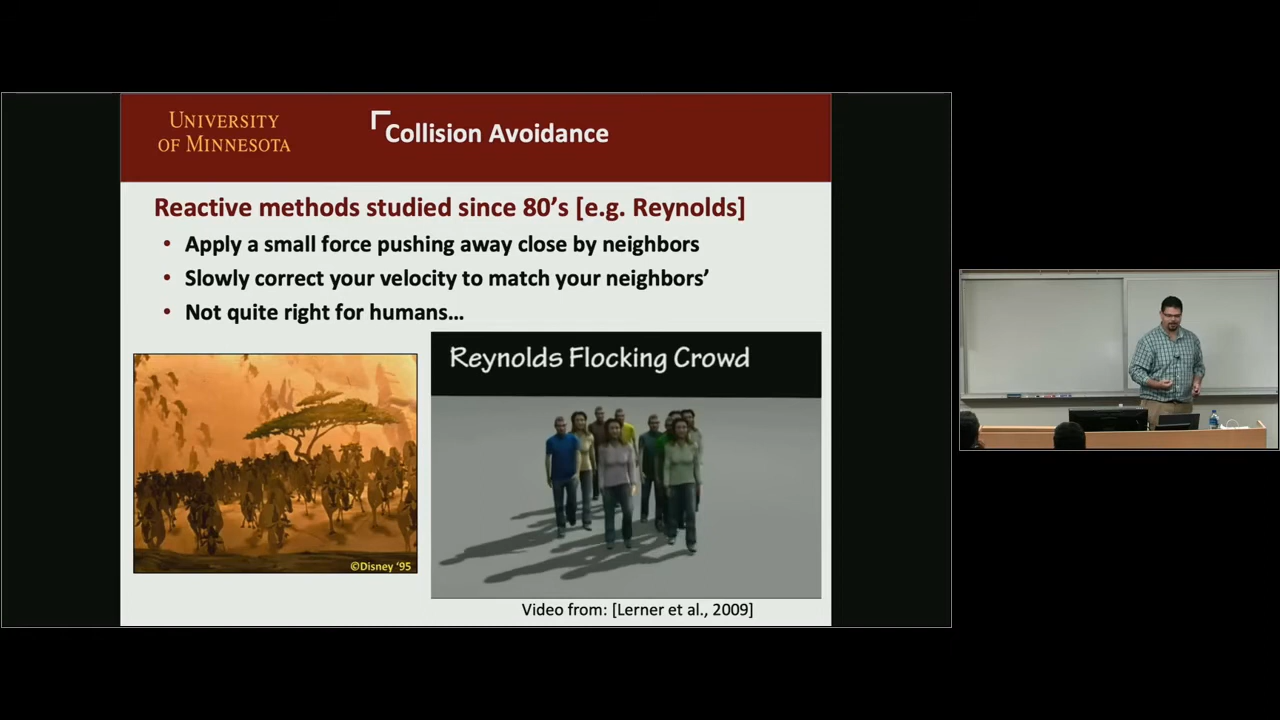 UNIVERSITY
OF MINNESOTA
Collision Avoidance
Reactive methods studied since 80’s [e.g. Reynolds]
• Apply a small force pushing away close by neighbors
• Slowly correct your velocity to match your neighbors’
• Not quite right for humans…
Reynolds Flocking Crowd
©Disney ‘95
Video from: [Lerner et al., 2009]